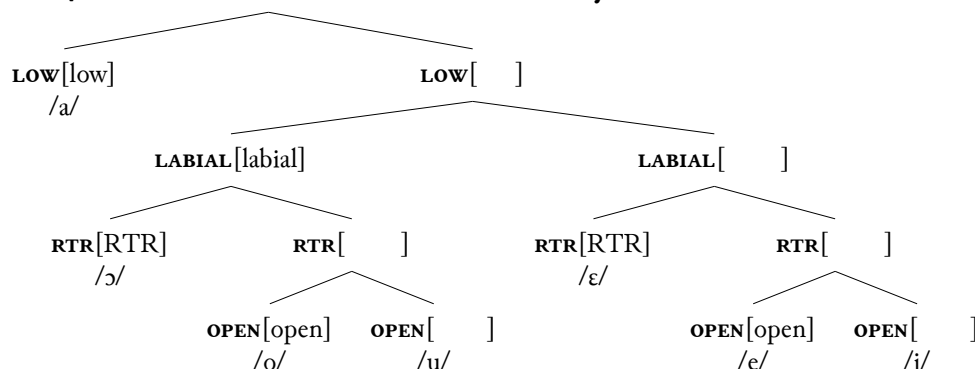 LOW[low] LOW[ ]
/a/
LABIAL[labial] LABIAL[ ]
RTR[RTR] RTR[ ] RTR[RTR] RTR[ ]
/ɔ/ /ɛ/
OPEN[open] OPEN[ ] OPEN[open] OPEN[ ]
/o/ /u/ /e/ /i/